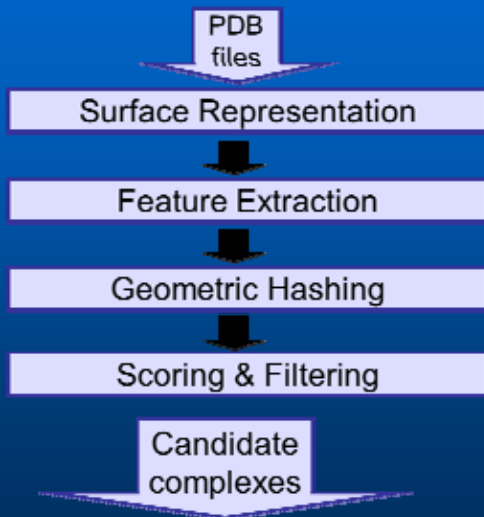 PDB
files
Surface Representation
Feature Extraction
Geometric Hashing
Scoring & Filtering
Candidate
complexes